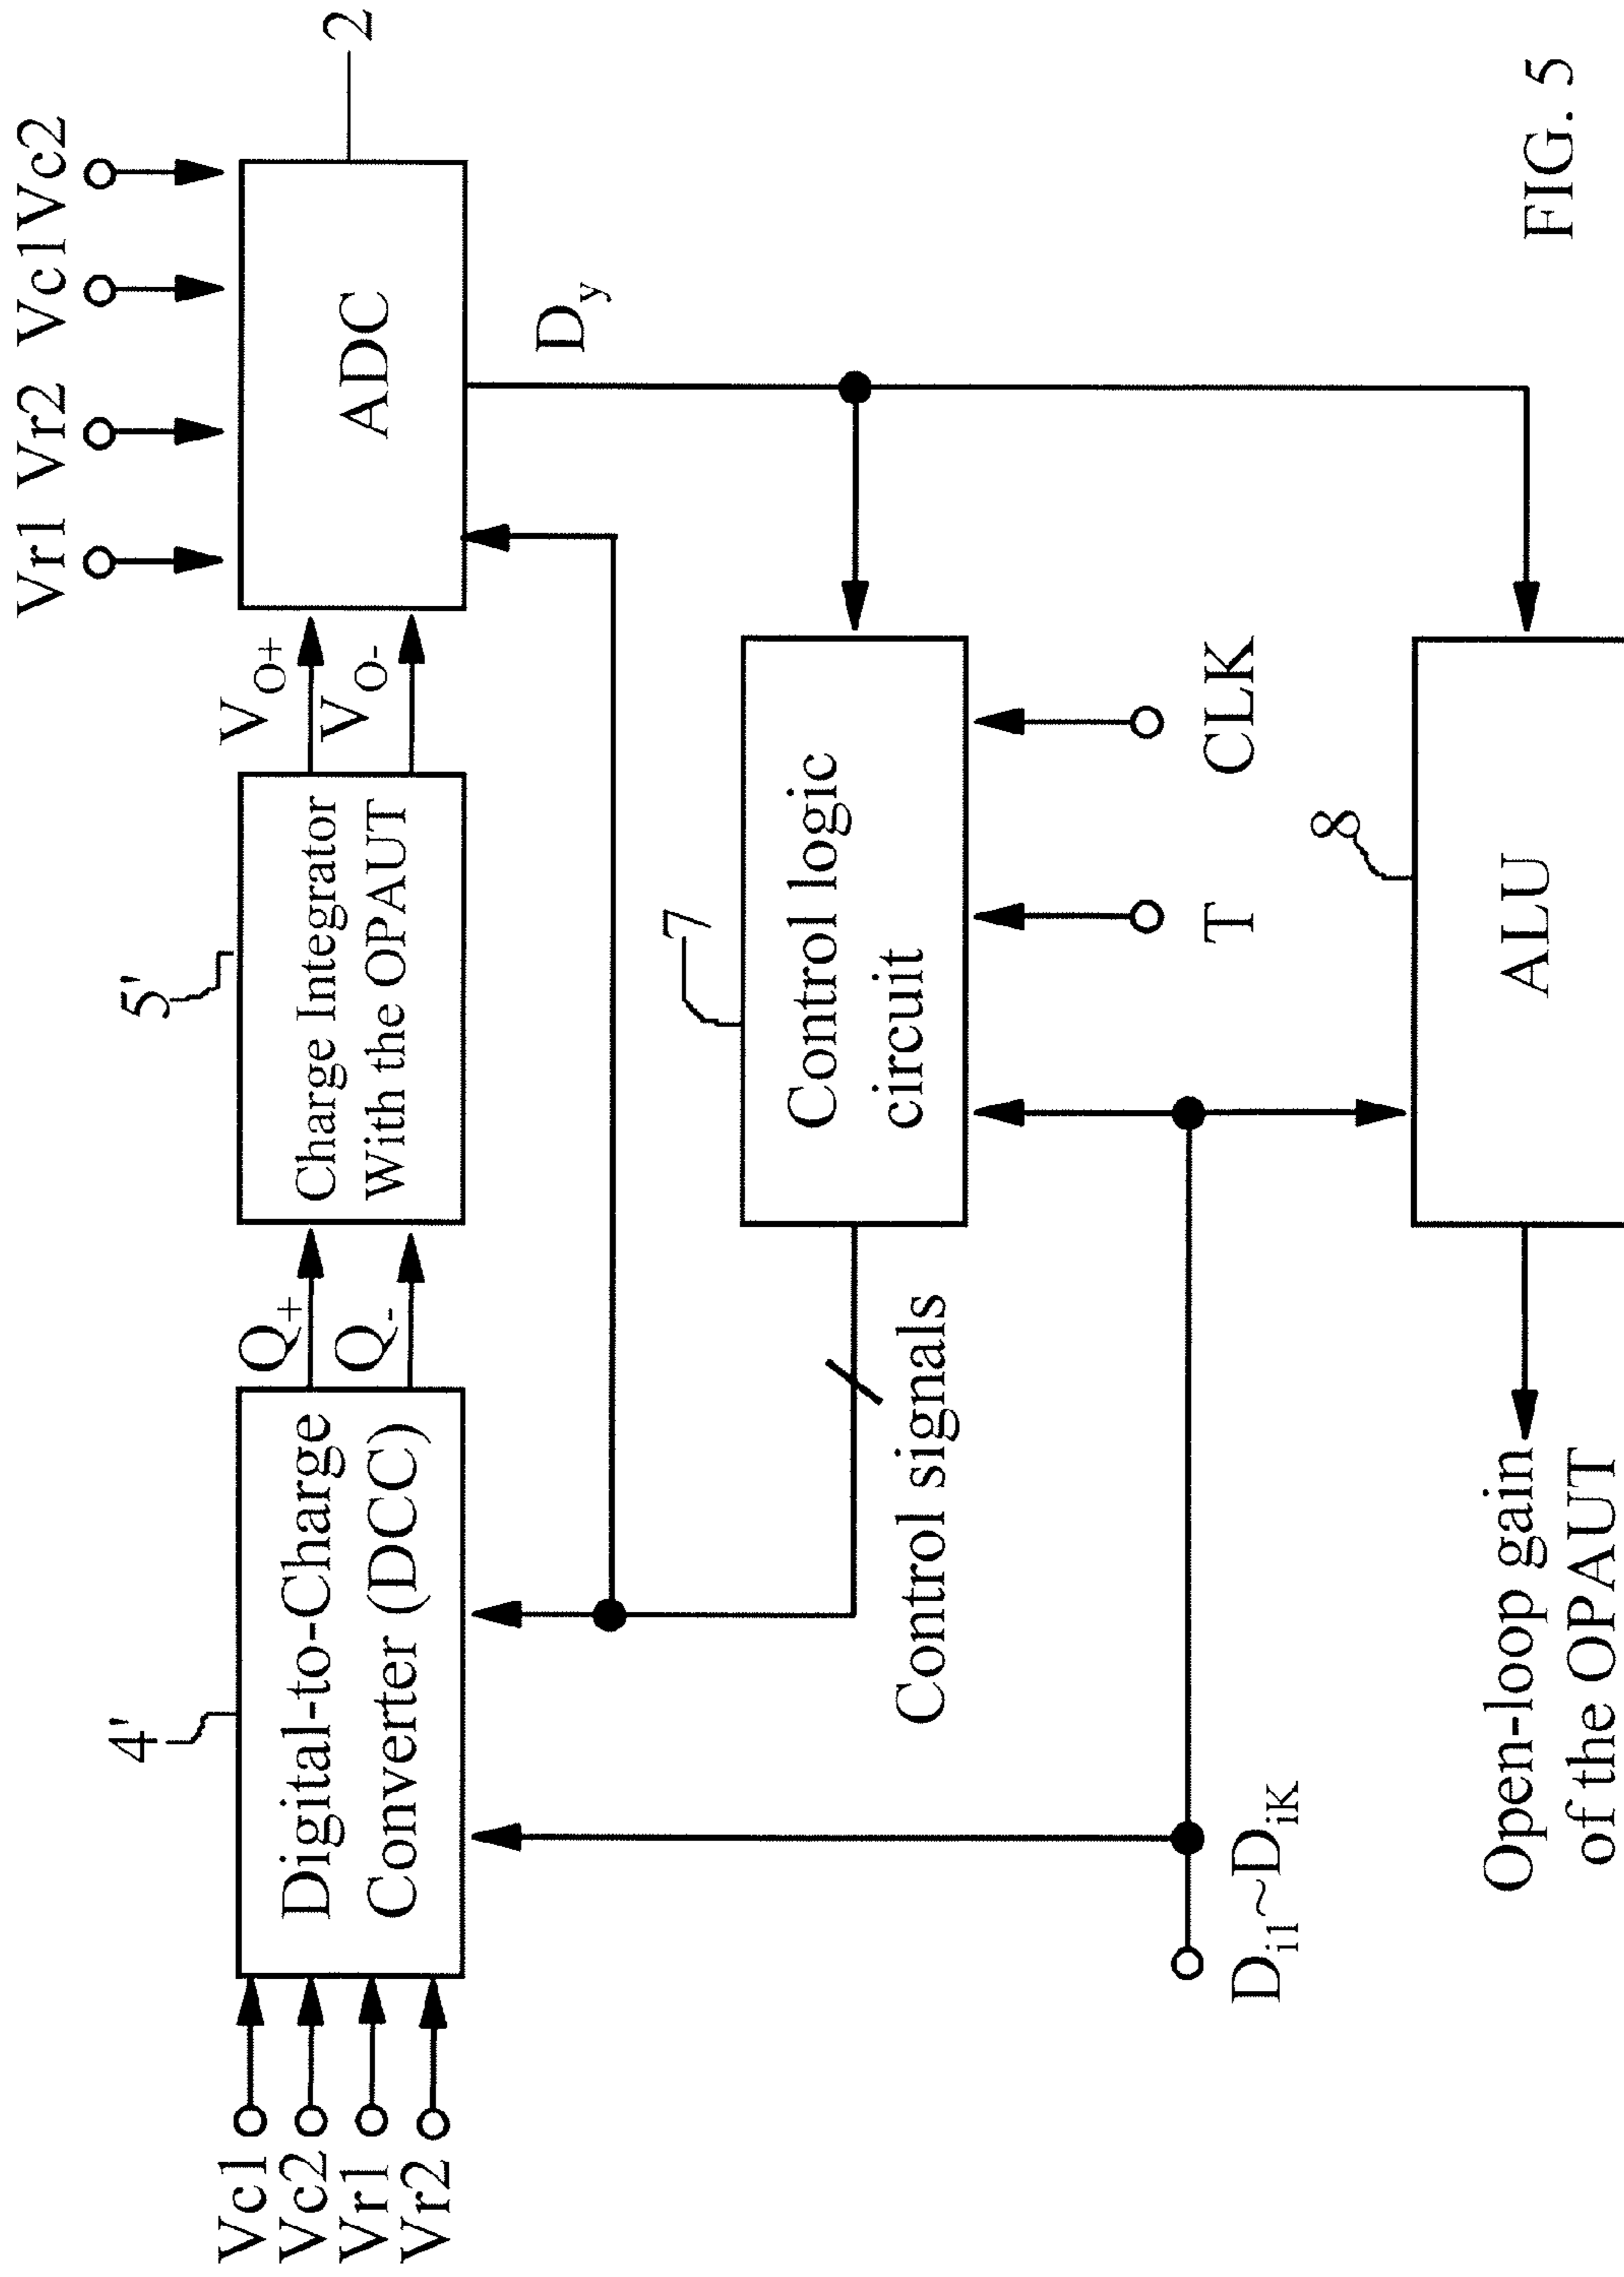 Vr1 Vr2 Vc1 Vc2
Vc1
Vc2
Vr1
Vr2
4'
Digital-to-Charge
Converter (DCC)
Q+
Q-
5'
Charge Integrator
With the OPAUT
VO+
VO-
ADC
2
Dy
7
Control logic
circuit
Control signals
T
CLK
Di1~DiK
8
ALU
Open-loop gain
of the OPAUT
FIG. 5